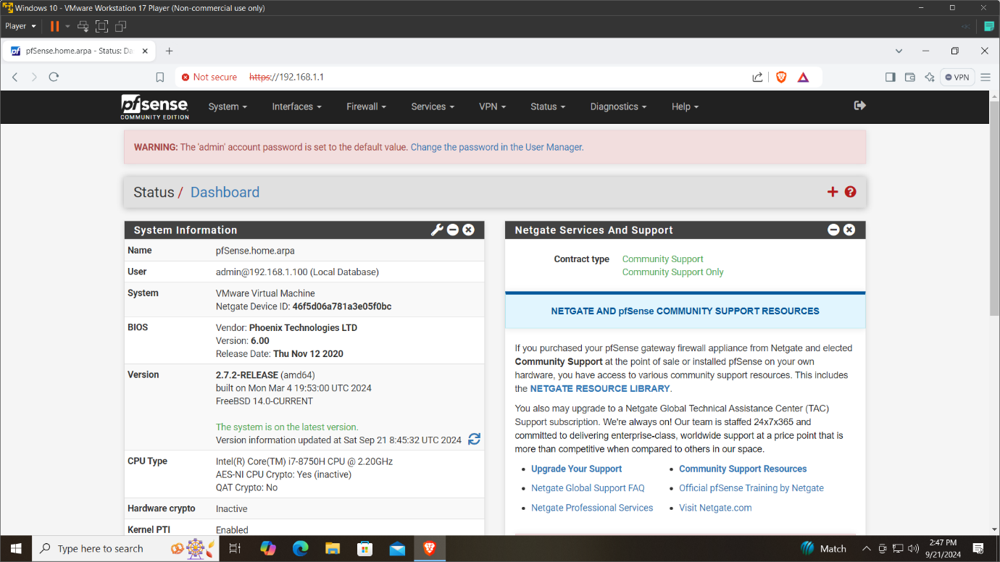 Windows 10 - VMware Workstation 17 Player (Non-commercial use only)
Player
pfSense.home.arpa - Status: Da
Not secure https://192.168.1.1
VPN
pfsense
COMMUNITY EDITION
System Interfaces Firewall Services VPN Status Diagnostics Help
WARNING: The 'admin' account password is set to the default value. Change the password in the User Manager.
Status / Dashboard
System Information
Name pfSense.home.arpa
User admin@192.168.1.100 (Local Database)
System VMware Virtual Machine
Netgate Device ID: 46f5d06a781a3e05f0bc
BIOS Vendor: Phoenix Technologies LTD
Version: 6.00
Release Date: Thu Nov 12 2020
Version 2.7.2-RELEASE (amd64)
built on Mon Mar 4 19:53:00 UTC 2024
FreeBSD 14.0-CURRENT
The system is on the latest version.
Version information updated at Sat Sep 21 8:45:32 UTC 2024
CPU Type Intel(R) Core(TM) i7-8750H CPU @ 2.20GHz
AES-NI CPU Crypto: Yes (inactive)
QAT Crypto: No
Hardware crypto Inactive
Kernel PTI Enabled
Netgate Services And Support
Contract type Community Support
Community Support Only
NETGATE AND pfSense COMMUNITY SUPPORT RESOURCES
If you purchased your pfSense gateway firewall appliance from Netgate and elected
Community Support at the point of sale or installed pfSense on your own
hardware, you have access to various community support resources. This includes
the NETGATE RESOURCE LIBRARY.
You also may upgrade to a Netgate Global Technical Assistance Center (TAC)
Support subscription. We're always on! Our team is staffed 24x7x365 and
committed to delivering enterprise-class, worldwide support at a price point that is
more than competitive when compared to others in our space.
• Upgrade Your Support • Community Support Resources
• Netgate Global Support FAQ • Official pfSense Training by Netgate
• Netgate Professional Services • Visit Netgate.com
Type here to search
Match
2:47 PM
9/21/2024